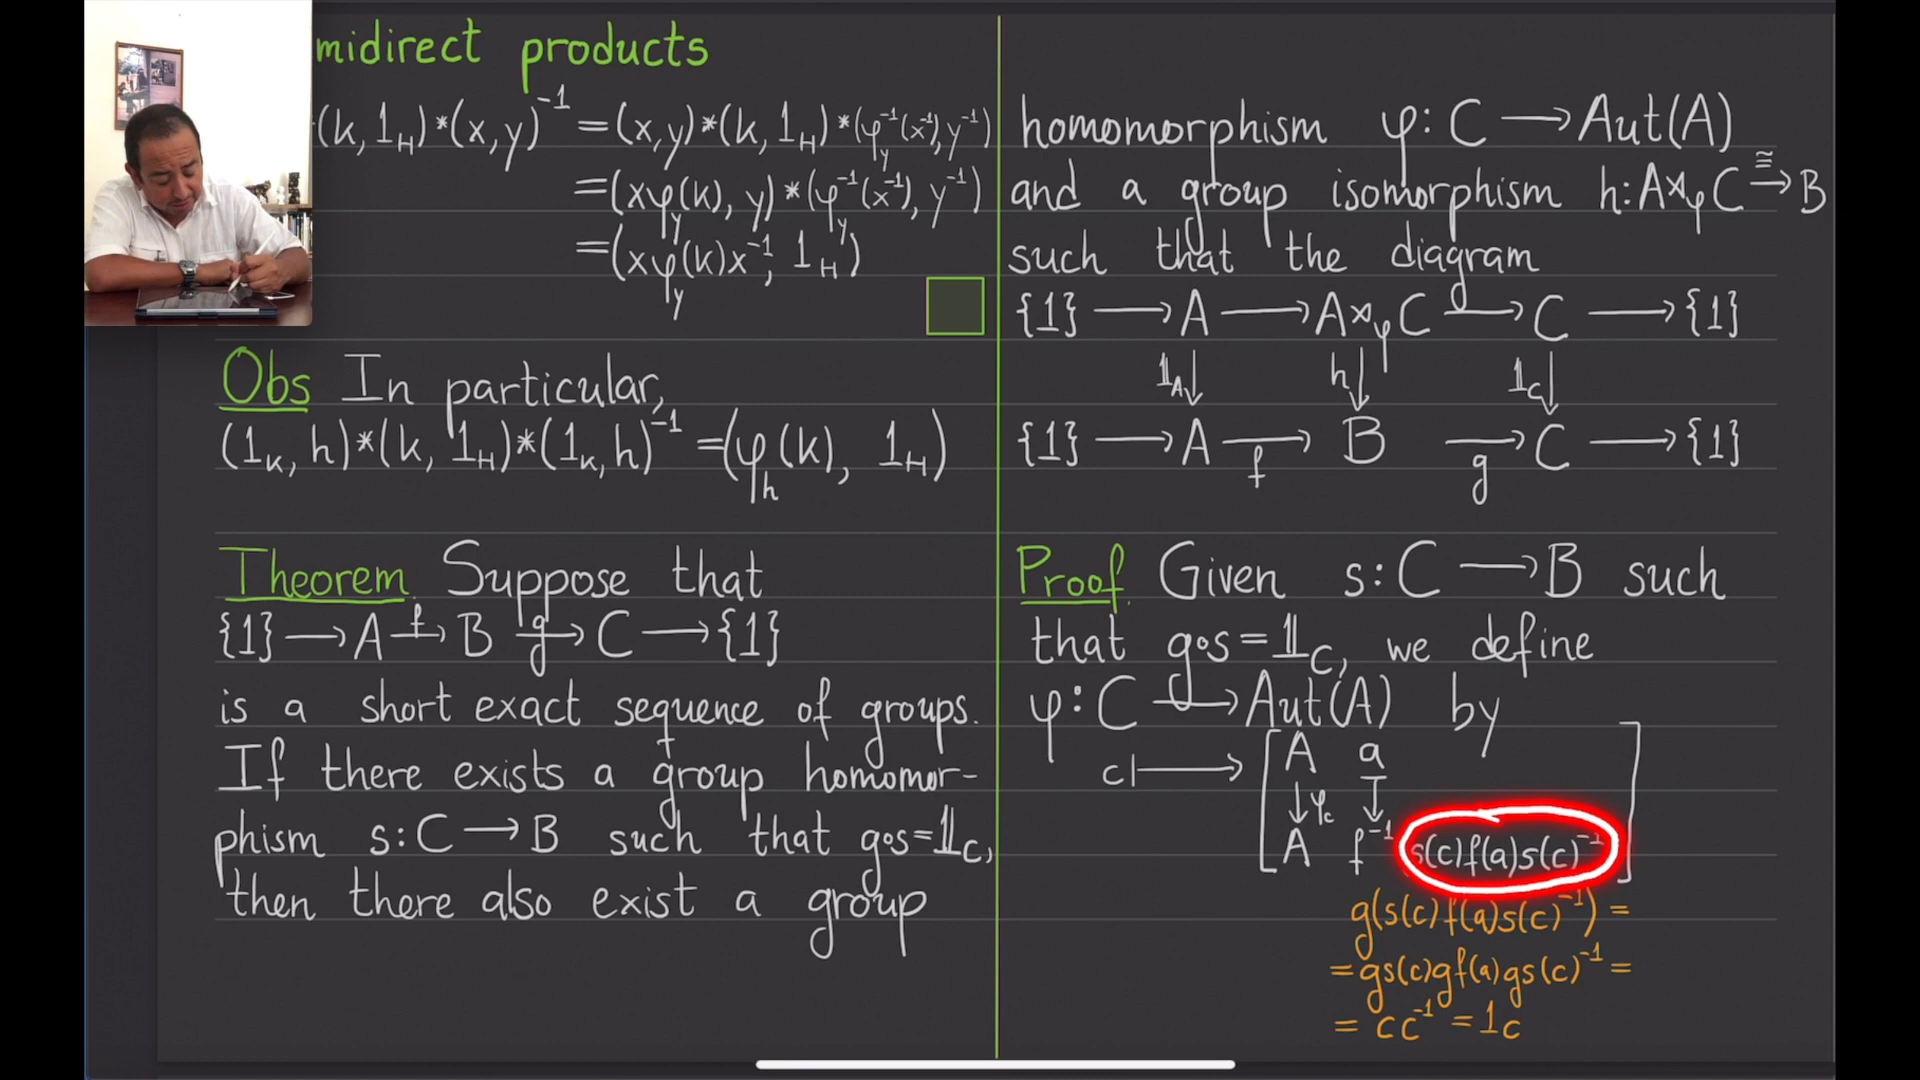 midirect products
(k, 1_H)*(x,y)^-1 = (x,y)*(k, 1_H)*(φ_y^-1(x^-1), y^-1)
=(xφ_y(k), y)*(φ_y^-1(x^-1), y^-1)
=(xφ_y(k)x^-1, 1_H)
Obs In particular,
(1_K, h)*(k, 1_H)*(1_K, h)^-1 =(φ_h(k), 1_H)
Theorem. Suppose that
{1} → A →^f B →_g C → {1}
is a short exact sequence of groups.
If there exists a group homomor-
phism s: C → B such that g∘s=𝟙_C,
then there also exist a group
homomorphism φ: C → Aut(A)
and a group isomorphism h: A⋊_φ C →^≅ B
such that the diagram
{1} → A → A⋊_φ C → C → {1}
1_A ↓ h ↓ 1_C ↓
{1} → A →_f B →_g C → {1}
Proof. Given s: C → B such
that g∘s=𝟙_C, we define
φ: C → Aut(A) by
c ↦ [ A a
↓φ_c ↧
A f^-1 s(c)f(a)s(c)^-1 ]
g(s(c)f(a)s(c)^-1) =
= gs(c)gf(a)gs(c)^-1 =
= cc^-1 = 1_C